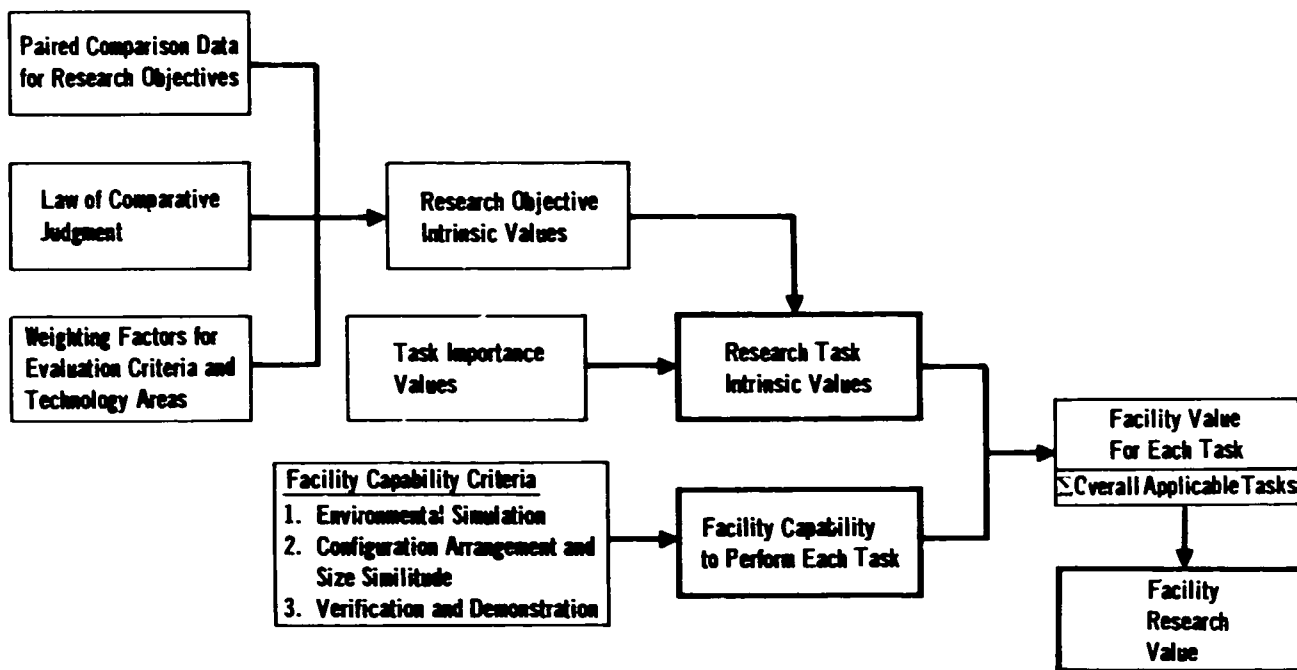 Paired Comparison Data
for Research Objectives
Law of Comparative
Judgment
Research Objective
Intrinsic Values
Weighting Factors for
Evaluation Criteria and
Technology Areas
Task Importance
Values
Research Task
Intrinsic Values
Facility Capability Criteria
1. Environmental Simulation
2. Configuration Arrangement and
Size Similitude
3. Verification and Demonstration
Facility Capability
to Perform Each Task
Facility Value
For Each Task
ΣOverall Applicable Tasks
Facility
Research
Value